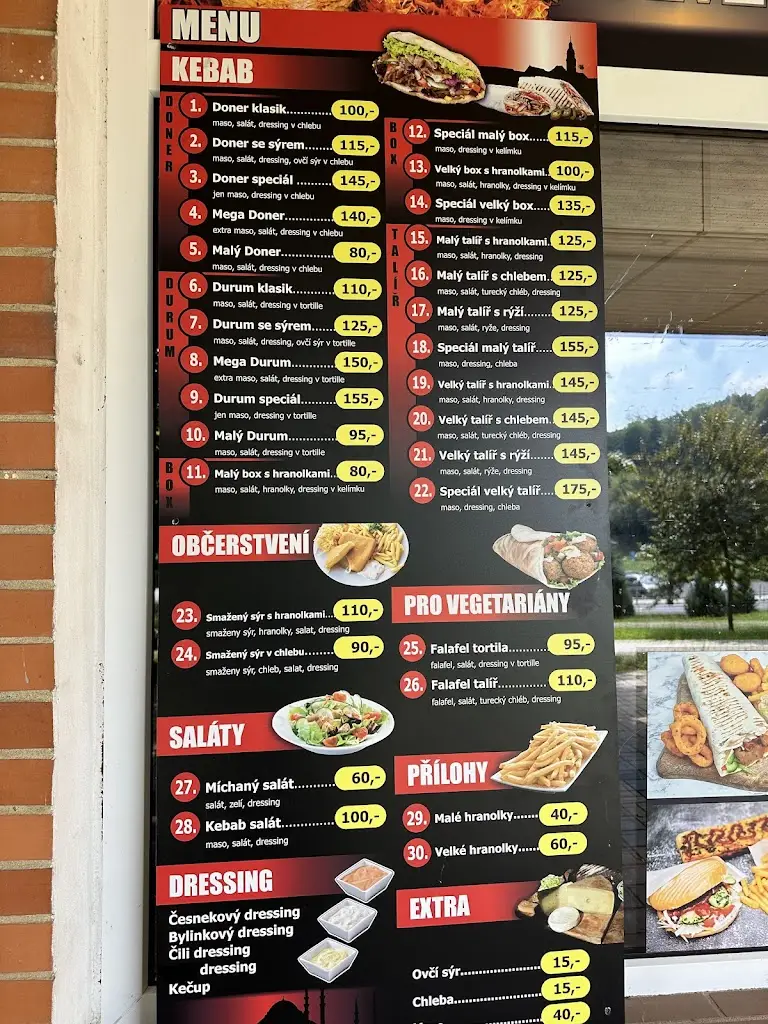 MENU
KEBAB
DONER
1. Doner klasik............ 100,-
maso, salát, dressing v chlebu
2. Doner se sýrem....... 115,-
maso, salát, dressing, ovčí sýr v chlebu
3. Doner speciál .......... 145,-
jen maso, dressing v chlebu
4. Mega Doner............ 140,-
extra maso, salát, dressing v chlebu
5. Malý Doner............. 80,-
maso, salát, dressing v chlebu
DURUM
6. Durum klasik........... 110,-
maso, salát, dressing v tortille
7. Durum se sýrem...... 125,-
maso, salát, dressing, ovčí sýr v tortille
8. Mega Durum........... 150,-
extra maso, salát, dressing v tortille
9. Durum speciál......... 155,-
jen maso, dressing v tortille
10. Malý Durum............ 95,-
maso, salát, dressing v tortille
BOX
11. Malý box s hranolkami.. 80,-
maso, salát, hranolky, dressing v kelímku
BOX
12. Speciál malý box..... 115,-
maso, dressing v kelímku
13. Velký box s hranolkami.. 100,-
maso, salát, hranolky, dressing v kelímku
14. Speciál velký box.... 135,-
maso, dressing v kelímku
TALÍŘ
15. Malý talíř s hranolkami. 125,-
maso, salát, hranolky, dressing
16. Malý talíř s chlebem.. 125,-
maso, salát, turecký chléb, dressing
17. Malý talíř s rýží....... 125,-
maso, salát, ryže, dressing
18. Speciál malý talíř..... 155,-
maso, dressing, chleba
19. Velký talíř s hranolkami. 145,-
maso, salát, hranolky, dressing
20. Velký talíř s chlebem.. 145,-
maso, salát, turecký chléb, dressing
21. Velký talíř s rýží...... 145,-
maso, salát, ryže, dressing
22. Speciál velký talíř.... 175,-
maso, dressing, chleba
OBČERSTVENÍ
23. Smažený sýr s hranolkami... 110,-
smaženy sýr, hranolky, salat, dressing
24. Smažený sýr v chlebu...... 90,-
smaženy sýr, chleb, salat, dressing
PRO VEGETARIÁNY
25. Falafel tortila.......... 95,-
falafel, salát, dressing v tortille
26. Falafel talíř............ 110,-
falafel, salát, turecký chléb, dressing
SALÁTY
27. Míchaný salát.......... 60,-
salát, zelí, dressing
28. Kebab salát............. 100,-
maso, salát, dressing
PŘÍLOHY
29. Malé hranolky....... 40,-
30. Velké hranolky...... 60,-
DRESSING
Česnekový dressing
Bylinkový dressing
Čili dressing
dressing
Kečup
EXTRA
Ovčí sýr................ 15,-
Chleba................. 15,-
40,-